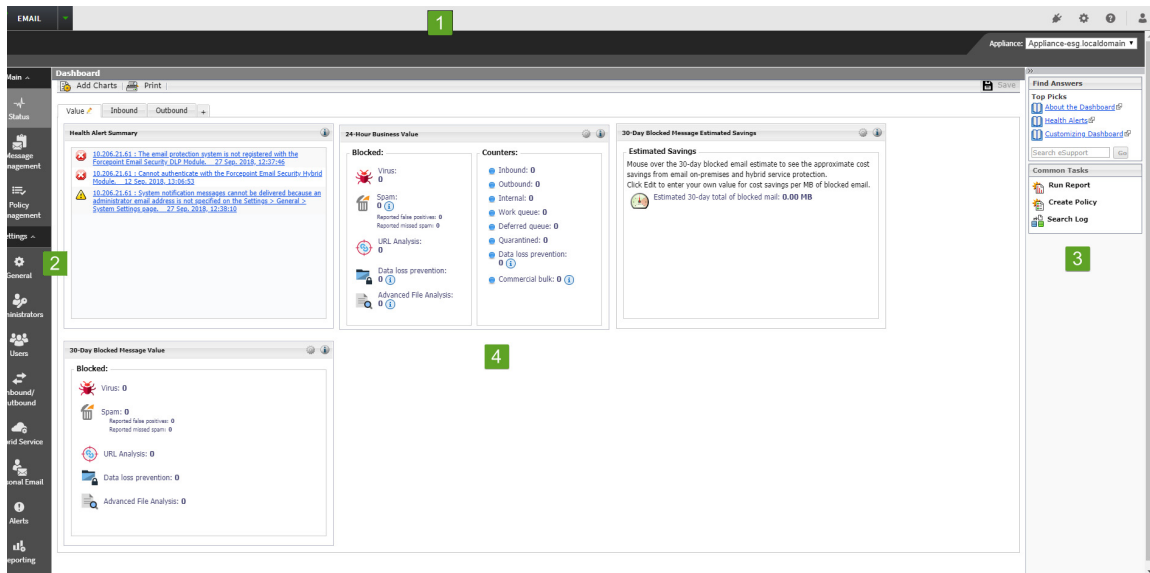 EMAIL
1
Appliance: Appliance-esg localdomain
Main
Dashboard
Add Charts | Print |
Save
Value
Inbound
Outbound
+
Status
Message
Policy
General
2
Users
Alerts
Health Alert Summary
10.206.21.61 : The email protection system is not registered with the
Forcepoint Email Security DLP Module. 27 Sep. 2018, 12:37:46
10.206.21.61 : Cannot authenticate with the Forcepoint Email Security Hybrid
Module. 12 Sep. 2018, 13:06:53
10.206.21.61 : System notification messages cannot be delivered because an
administrator email address is not specified on the Settings > General >
System Settings page. 27 Sep. 2018, 12:38:10
24-Hour Business Value
Blocked:
Virus:
0
Spam:
0
Reported false positives: 0
Reported missed spam: 0
URL Analysis:
0
Data loss prevention:
0
Advanced File Analysis:
0
Counters:
Inbound: 0
Outbound: 0
Internal: 0
Work queue: 0
Deferred queue: 0
Quarantined: 0
Data loss prevention:
0
Commercial bulk: 0
30-Day Blocked Message Estimated Savings
Estimated Savings
Mouse over the 30-day blocked email estimate to see the approximate cost
savings from email on-premises and hybrid service protection.
Click Edit to enter your own value for cost savings per MB of blocked email.
Estimated 30-day total of blocked mail: 0.00 MB
30-Day Blocked Message Value
Blocked:
Virus: 0
Spam: 0
Reported false positives: 0
Reported missed spam: 0
URL Analysis: 0
Data loss prevention: 0
Advanced File Analysis: 0
4
>>
Find Answers
Top Picks
About the Dashboard
Health Alerts
Customizing Dashboard
Search eSupport
Go
Common Tasks
Run Report
Create Policy
Search Log
3